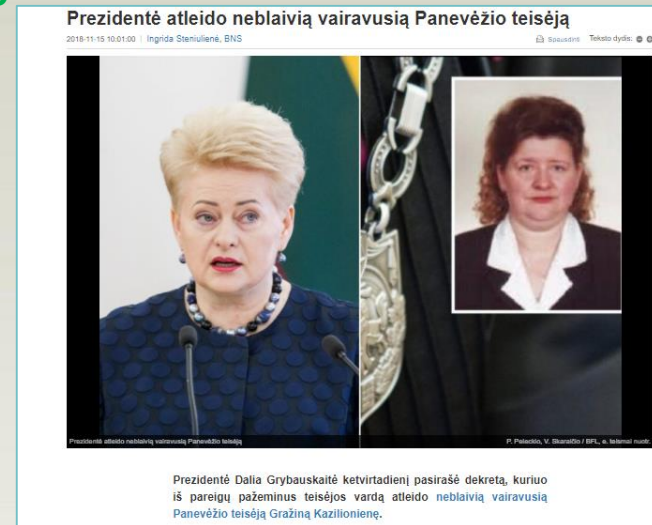 Prezidentė atleido neblaivią vairavusią Panevėžio teisėją
2018-11-15 10:01:00 | Ingrida Steniulienė, BNS
Spausdinti Teksto dydis:
Prezidentė atleido neblaivią vairavusią Panevėžio teisėją
P. Peleckio, V. Skaraičio / BFL, e. teismai nuotr.
Prezidentė Dalia Grybauskaitė ketvirtadienį pasirašė dekretą, kuriuo
iš pareigų pažeminus teisėjos vardą atleido neblaivią vairavusią
Panevėžio teisėją Gražiną Kazilionienę.